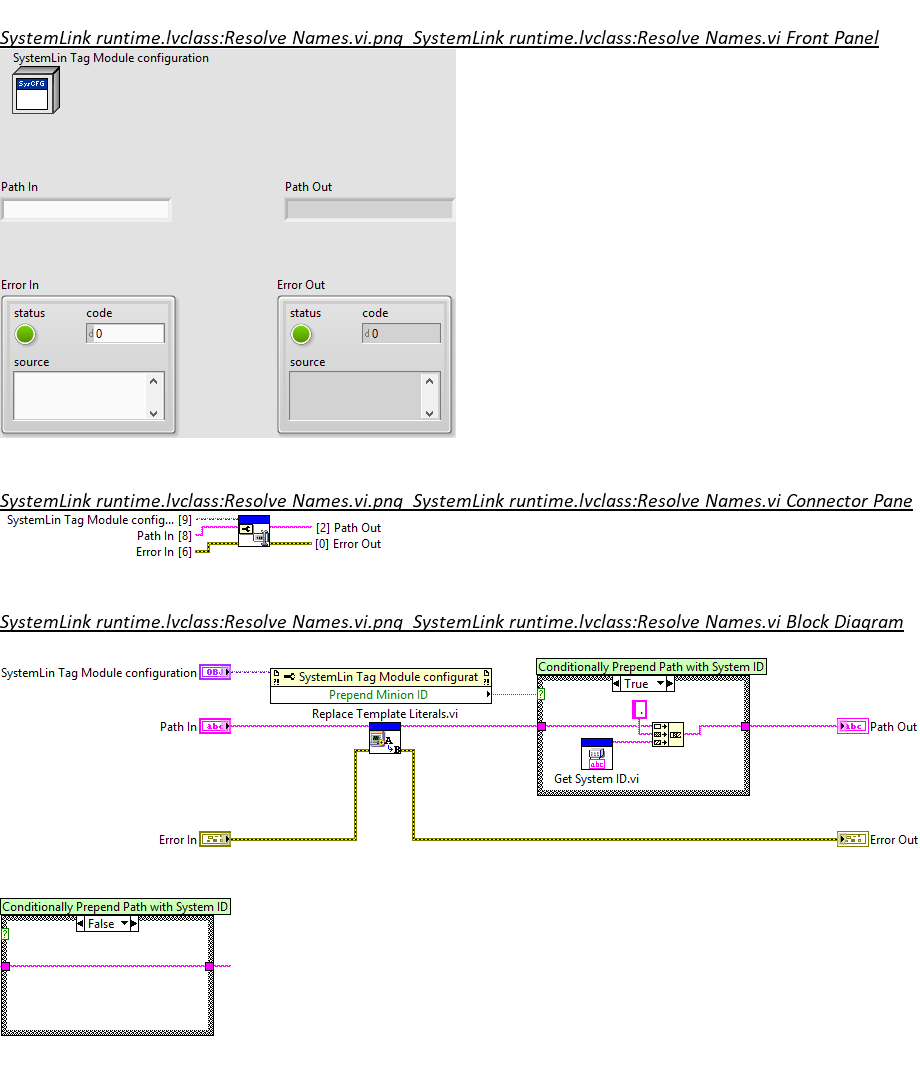 SystemLink runtime.lvclass:Resolve Names.vi.png SystemLink runtime.lvclass:Resolve Names.vi Front Panel
SystemLin Tag Module configuration
SysCFG
Path In
Path Out
Error In
Error Out
status
code
status
code
d 0
d 0
source
source
SystemLink runtime.lvclass:Resolve Names.vi.png SystemLink runtime.lvclass:Resolve Names.vi Connector Pane
SystemLin Tag Module config... [9]
Path In [8]
Error In [6]
[2] Path Out
[0] Error Out
SystemLink runtime.lvclass:Resolve Names.vi.png SystemLink runtime.lvclass:Resolve Names.vi Block Diagram
Conditionally Prepend Path with System ID
SystemLin Tag Module configuration
OBJ
SystemLin Tag Module configurat
?!
?!
Prepend Minion ID
?
True
Replace Template Literals.vi
.
Path In
abc
A
B
abc
Path Out
abc
Get System ID.vi
Error In
Error Out
Conditionally Prepend Path with System ID
False
?